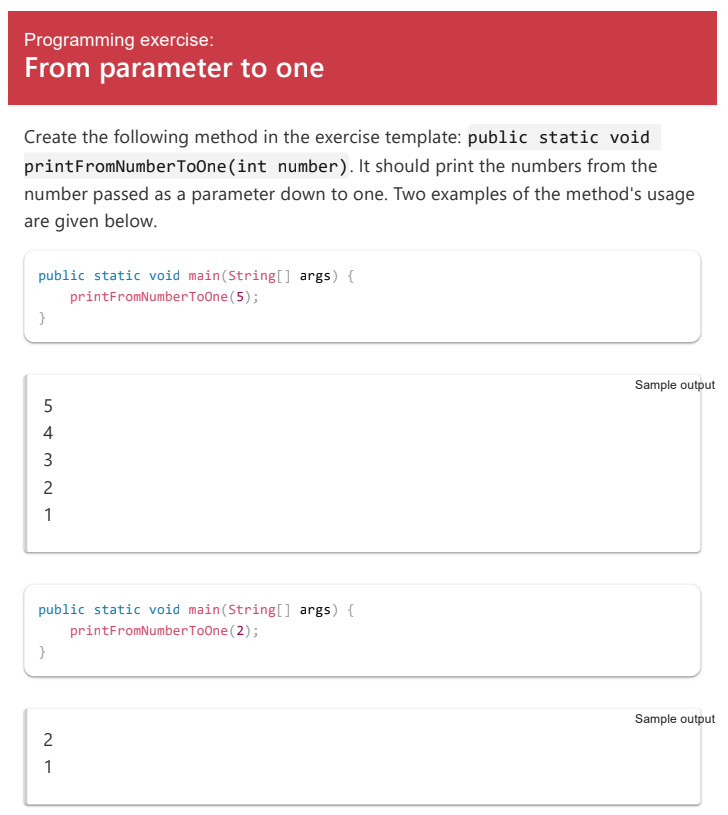 Programming exercise:
From parameter to one
Create the following method in the exercise template: public static void
printFromNumberToOne(int number). It should print the numbers from the
number passed as a parameter down to one. Two examples of the method's usage
are given below.
public static void main(String[] args) {
    printFromNumberToOne(5);
}
Sample output
5
4
3
2
1
public static void main(String[] args) {
    printFromNumberToOne(2);
}
Sample output
2
1